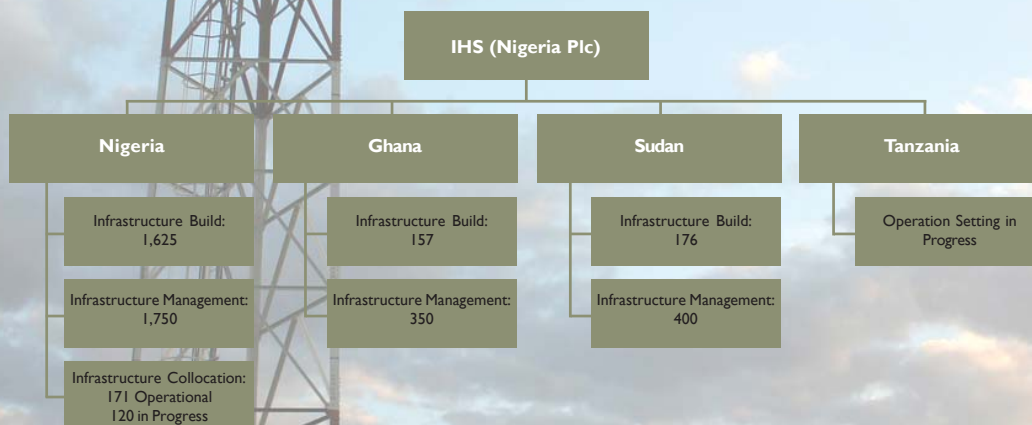 IHS (Nigeria Plc)
Nigeria
Ghana
Sudan
Tanzania
Infrastructure Build:
1,625
Infrastructure Build:
157
Infrastructure Build:
176
Operation Setting in
Progress
Infrastructure Management:
1,750
Infrastructure Management:
350
Infrastructure Management:
400
Infrastructure Collocation:
171 Operational
120 in Progress